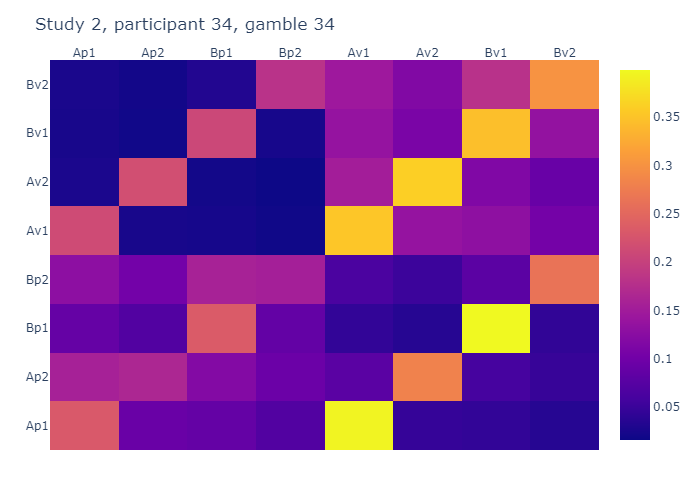 Study 2, participant 34, gamble 34
Ap1 Ap2 Bp1 Bp2 Av1 Av2 Bv1 Bv2
Bv2
Bv1
Av2
Av1
Bp2
Bp1
Ap2
Ap1
0.35
0.3
0.25
0.2
0.15
0.1
0.05